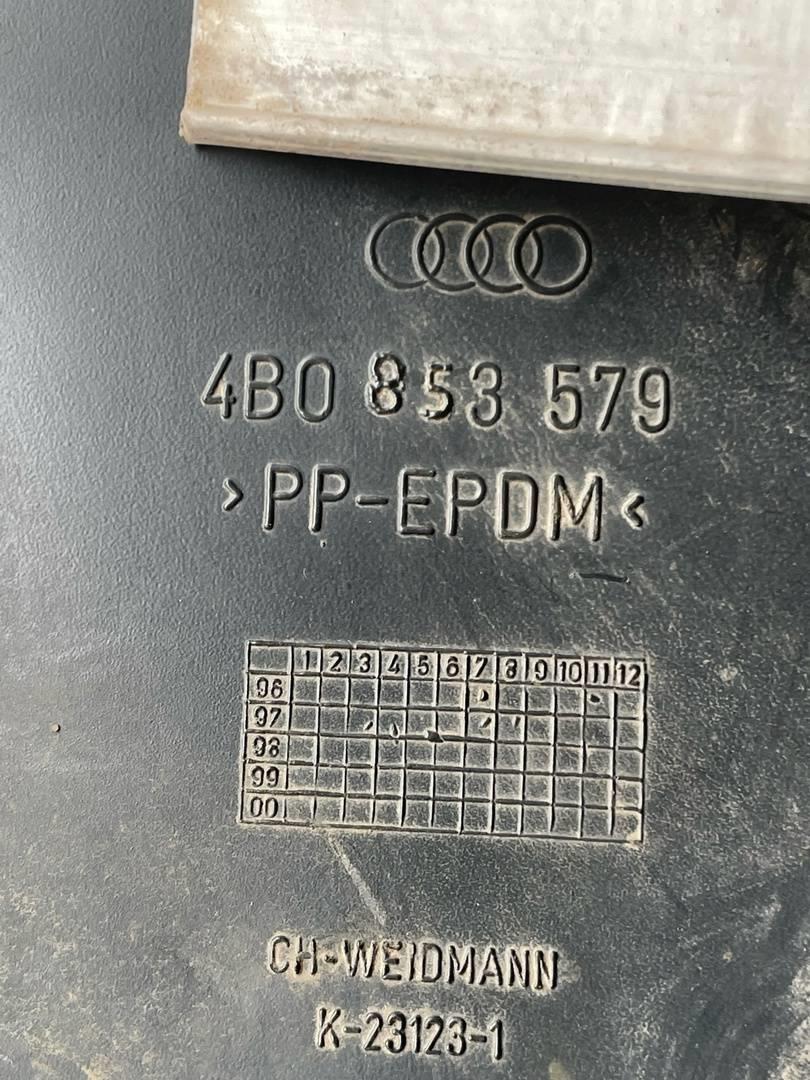 4B0 853 579
>PP-EPDM<
1 2 3 4 5 6 7 8 9 10 11 12
96
97
98
99
00
CH-WEIDMANN
K-23123-1